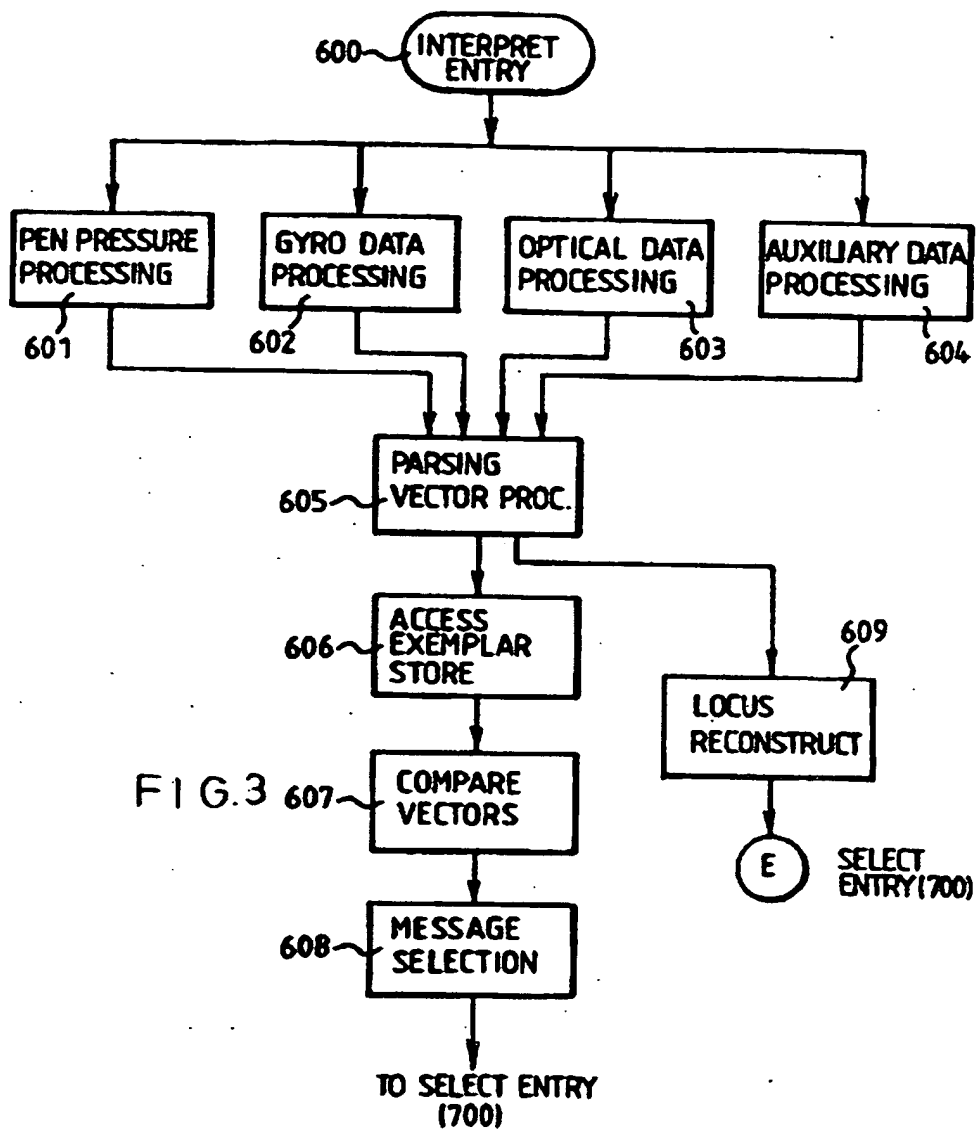 600
INTERPRET
ENTRY
PEN PRESSURE
PROCESSING
601
GYRO DATA
PROCESSING
602
OPTICAL DATA
PROCESSING
603
AUXILIARY DATA
PROCESSING
604
605
PARSING
VECTOR PROC.
606
ACCESS
EXEMPLAR
STORE
609
LOCUS
RECONSTRUCT
FIG.3
607
COMPARE
VECTORS
E
SELECT
ENTRY(700)
608
MESSAGE
SELECTION
TO SELECT ENTRY
(700)